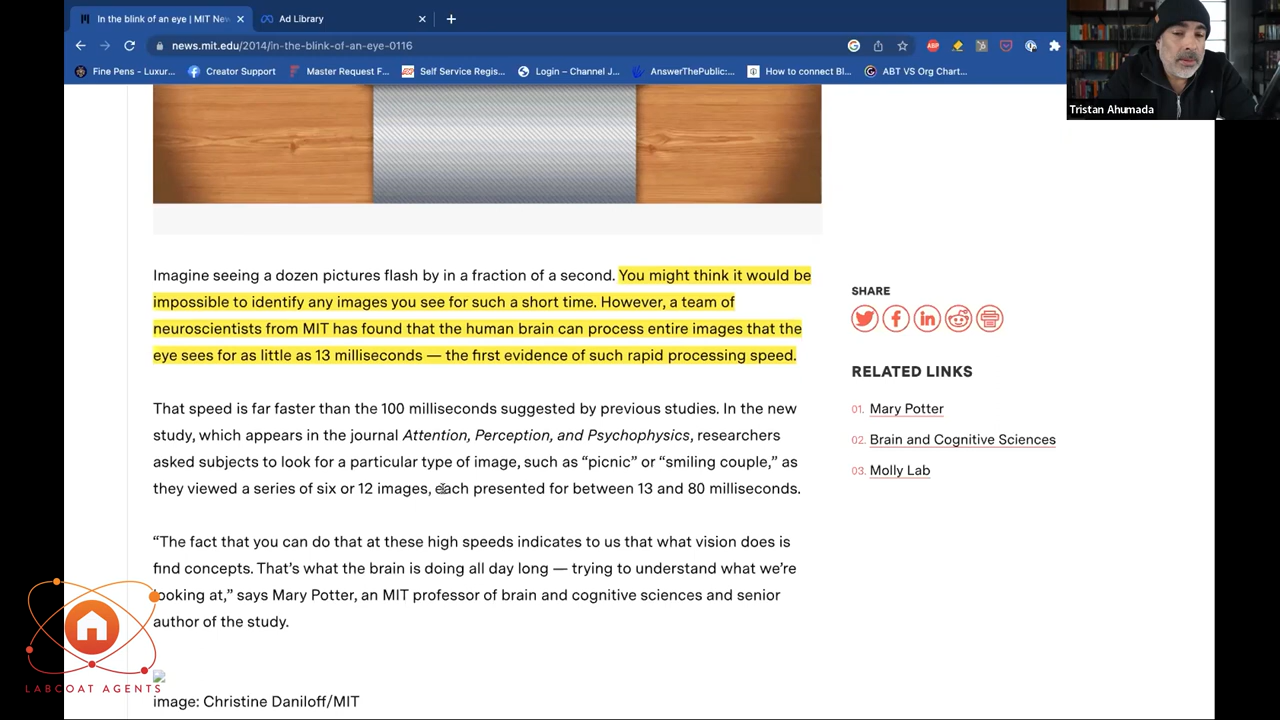 In the blink of an eye | MIT New
Ad Library
news.mit.edu/2014/in-the-blink-of-an-eye-0116
Fine Pens - Luxur...
Creator Support
Master Request F...
Self Service Regis...
Login – Channel J...
AnswerThePublic:...
How to connect Bl...
ABT VS Org Chart...
Tristan Ahumada
Imagine seeing a dozen pictures flash by in a fraction of a second. You might think it would be
impossible to identify any images you see for such a short time. However, a team of
neuroscientists from MIT has found that the human brain can process entire images that the
eye sees for as little as 13 milliseconds — the first evidence of such rapid processing speed.
That speed is far faster than the 100 milliseconds suggested by previous studies. In the new
study, which appears in the journal Attention, Perception, and Psychophysics, researchers
asked subjects to look for a particular type of image, such as “picnic” or “smiling couple,” as
they viewed a series of six or 12 images, each presented for between 13 and 80 milliseconds.
“The fact that you can do that at these high speeds indicates to us that what vision does is
find concepts. That’s what the brain is doing all day long — trying to understand what we’re
looking at,” says Mary Potter, an MIT professor of brain and cognitive sciences and senior
author of the study.
image: Christine Daniloff/MIT
SHARE
RELATED LINKS
01. Mary Potter
02. Brain and Cognitive Sciences
03. Molly Lab
LABCOAT AGENTS